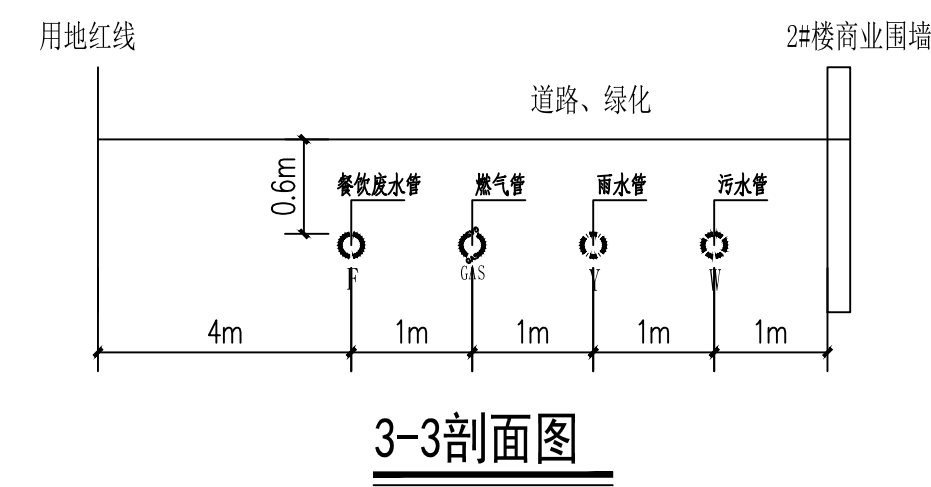 用地红线
2#楼商业围墙
道路、绿化
0.6m
餐饮废水管
燃气管
雨水管
污水管
F
GAS
Y
W
4m
1m
1m
1m
1m
3-3剖面图